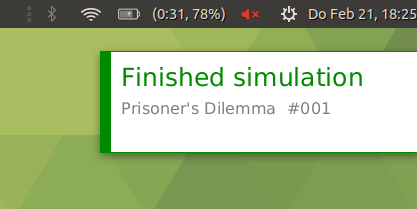 (0:31, 78%) Do Feb 21, 18:25
Finished simulation
Prisoner's Dilemma #001